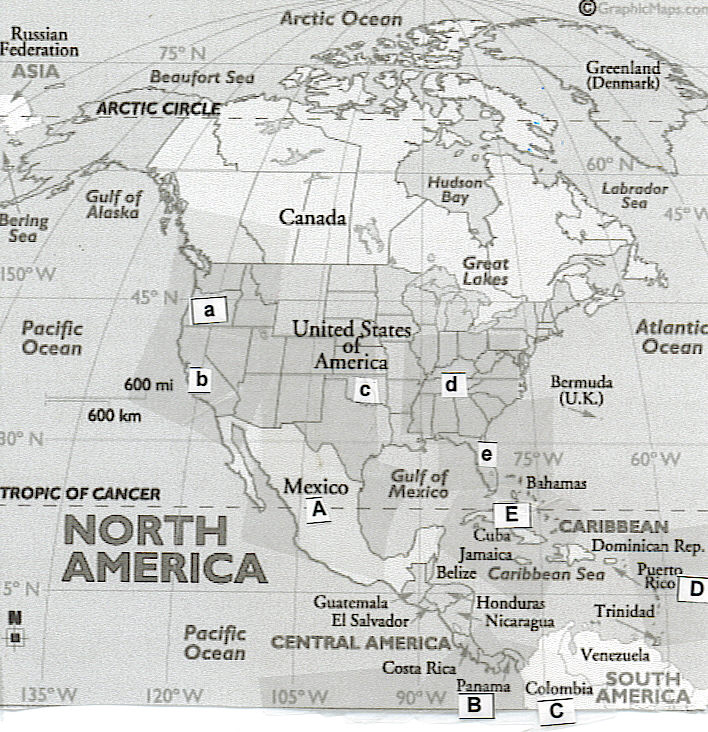 © GraphicMaps.com
Arctic Ocean
Russian
Federation
ASIA
75° N
Beaufort Sea
Greenland
(Denmark)
ARCTIC CIRCLE
60° N
Gulf of
Alaska
Hudson
Bay
Labrador
Sea
45° W
Bering
Sea
Canada
150° W
Great
Lakes
45° N
a
Pacific
Ocean
United States
of
America
Atlantic
Ocean
600 mi
b
c
d
Bermuda
(U.K.)
600 km
30° N
e
75° W
60° W
TROPIC OF CANCER
Mexico
A
Gulf of
Mexico
Bahamas
E
NORTH
AMERICA
Cuba
CARIBBEAN
Jamaica
Dominican Rep.
Belize
Caribbean Sea
Puerto
Rico
D
5° N
N
Guatemala
El Salvador
Honduras
Nicaragua
Trinidad
Pacific
Ocean
CENTRAL AMERICA
Costa Rica
Venezuela
135° W
120° W
105° W
90° W
Panama
B
Colombia
C
SOUTH
AMERICA